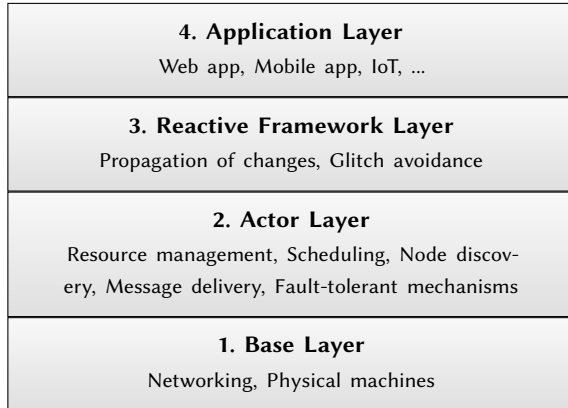 4. Application Layer
Web app, Mobile app, IoT, ...
3. Reactive Framework Layer
Propagation of changes, Glitch avoidance
2. Actor Layer
Resource management, Scheduling, Node discov-
ery, Message delivery, Fault-tolerant mechanisms
1. Base Layer
Networking, Physical machines